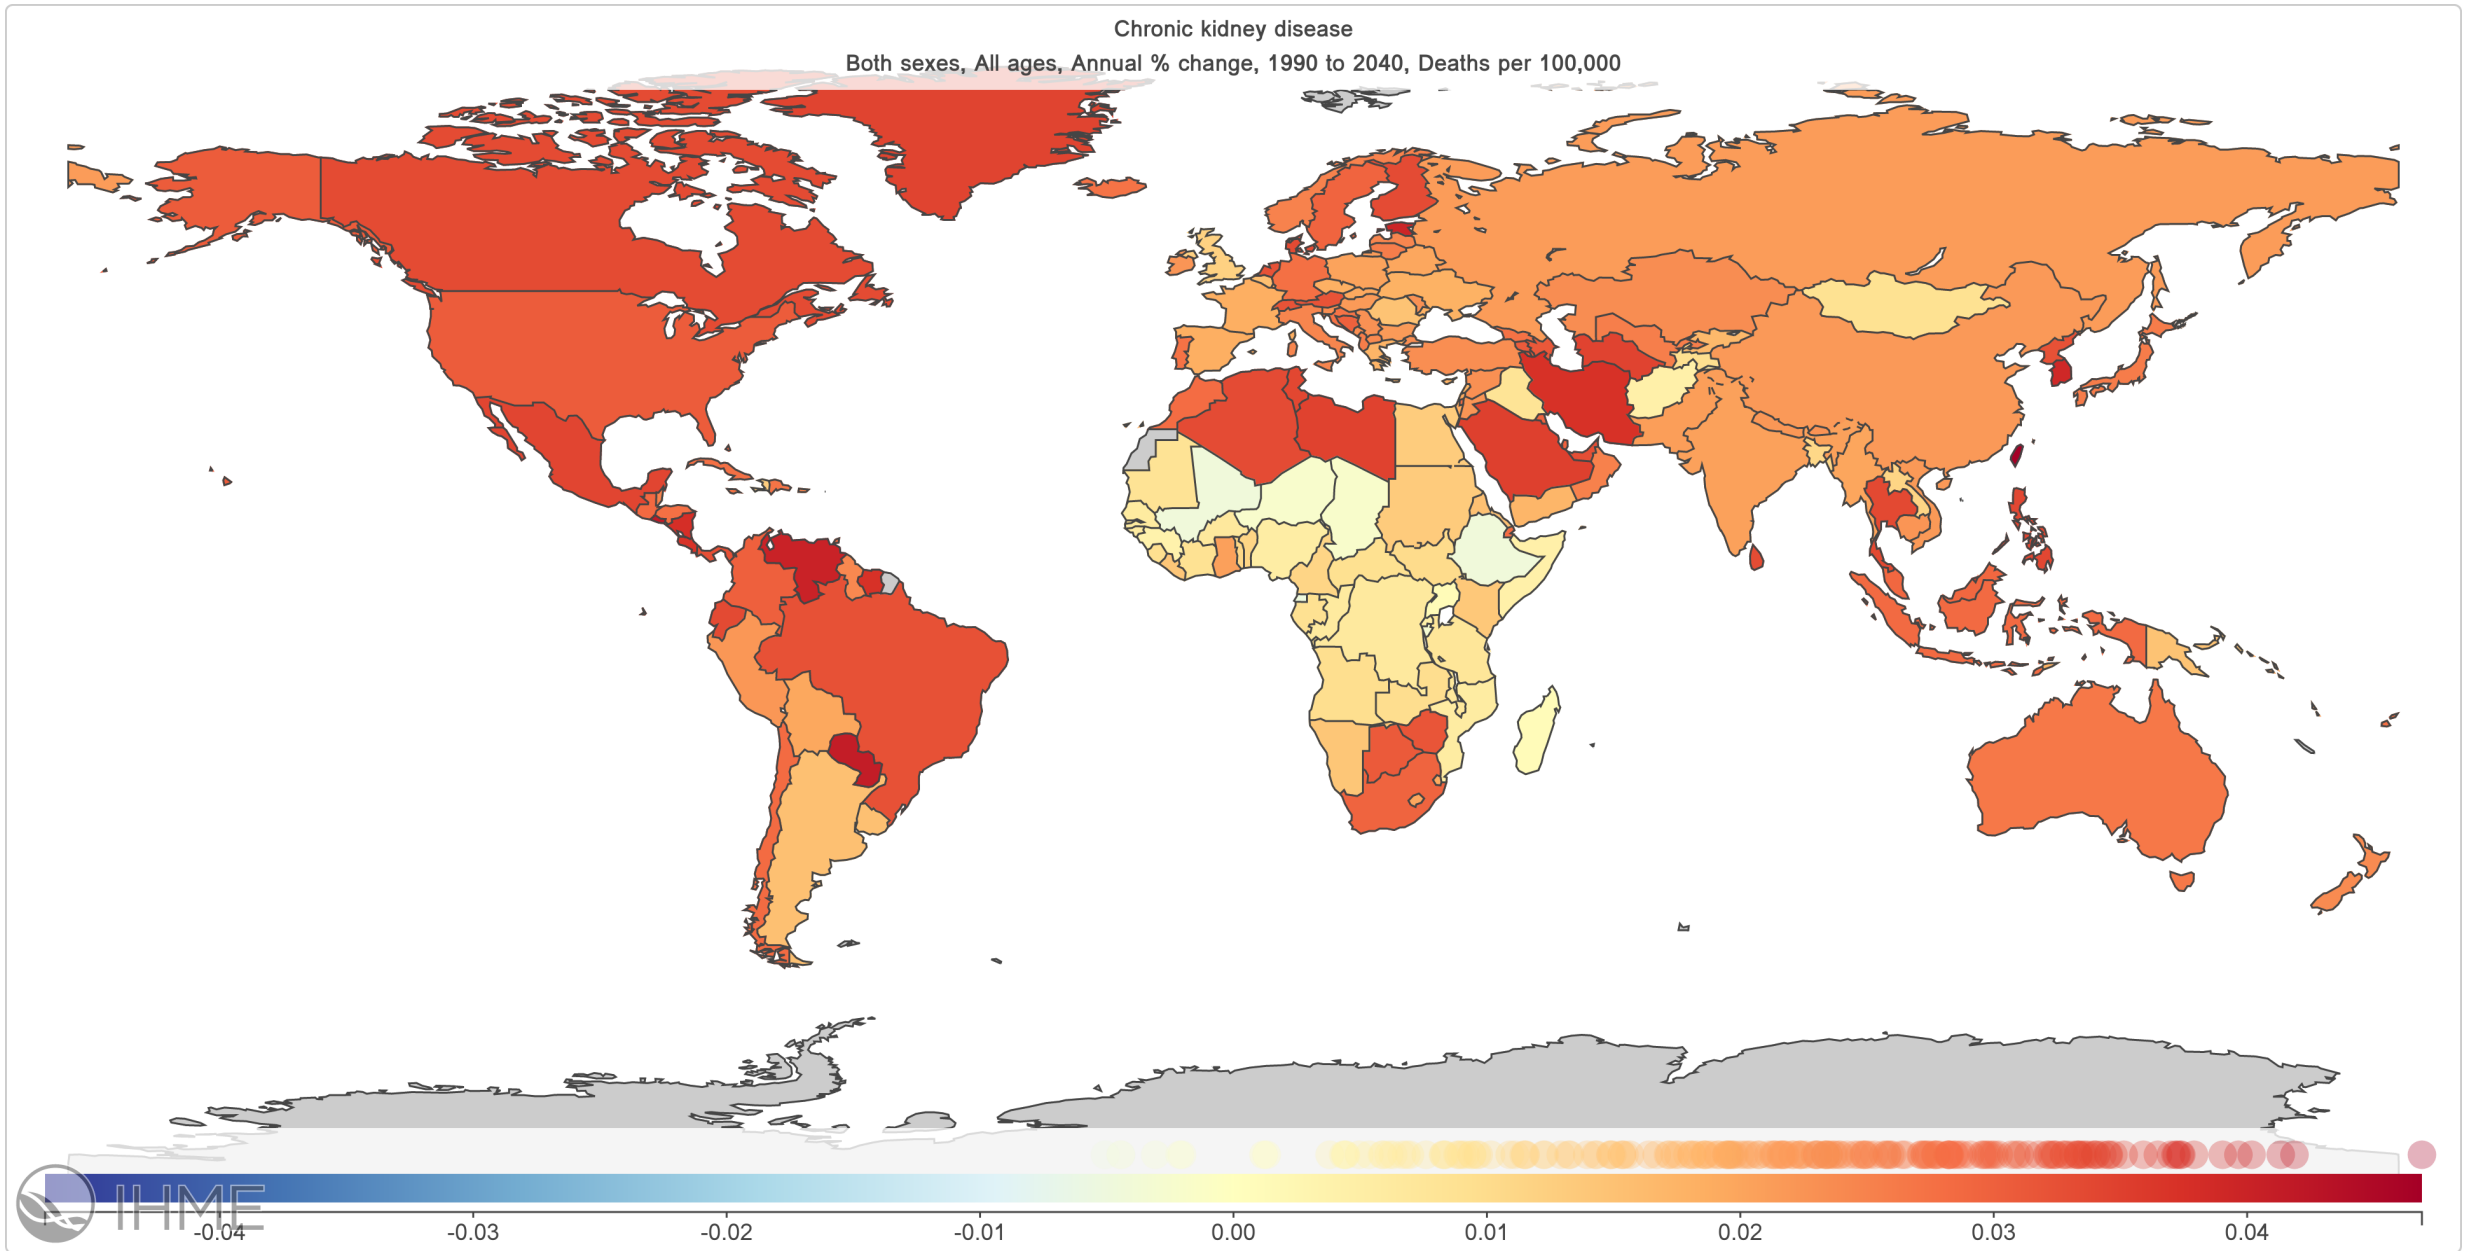 Chronic kidney disease
Both sexes, All ages, Annual % change, 1990 to 2040, Deaths per 100,000
IHME
-0.04 -0.03 -0.02 -0.01 0.00 0.01 0.02 0.03 0.04